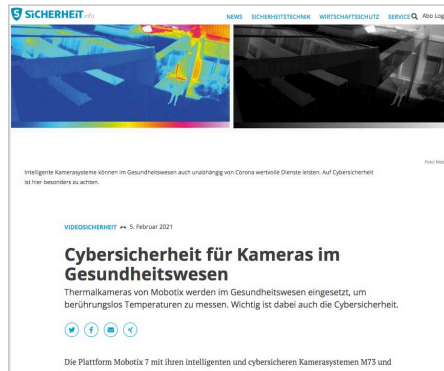 S SiCHERHEiT.info
NEWS SICHERHEITSTECHNIK WIRTSCHAFTSSCHUTZ SERVICE Abo Log
Foto: Mob
Intelligente Kamerasysteme können im Gesundheitswesen auch unabhängig von Corona wertvolle Dienste leisten. Auf Cybersicherheit
ist hier besonders zu achten.
VIDEOSICHERHEIT 5. Februar 2021
Cybersicherheit für Kameras im
Gesundheitswesen
Thermalkameras von Mobotix werden im Gesundheitswesen eingesetzt, um
berührungslos Temperaturen zu messen. Wichtig ist dabei auch die Cybersicherheit.
Die Plattform Mobotix 7 mit ihren intelligenten und cybersicheren Kamerasystemen M73 und